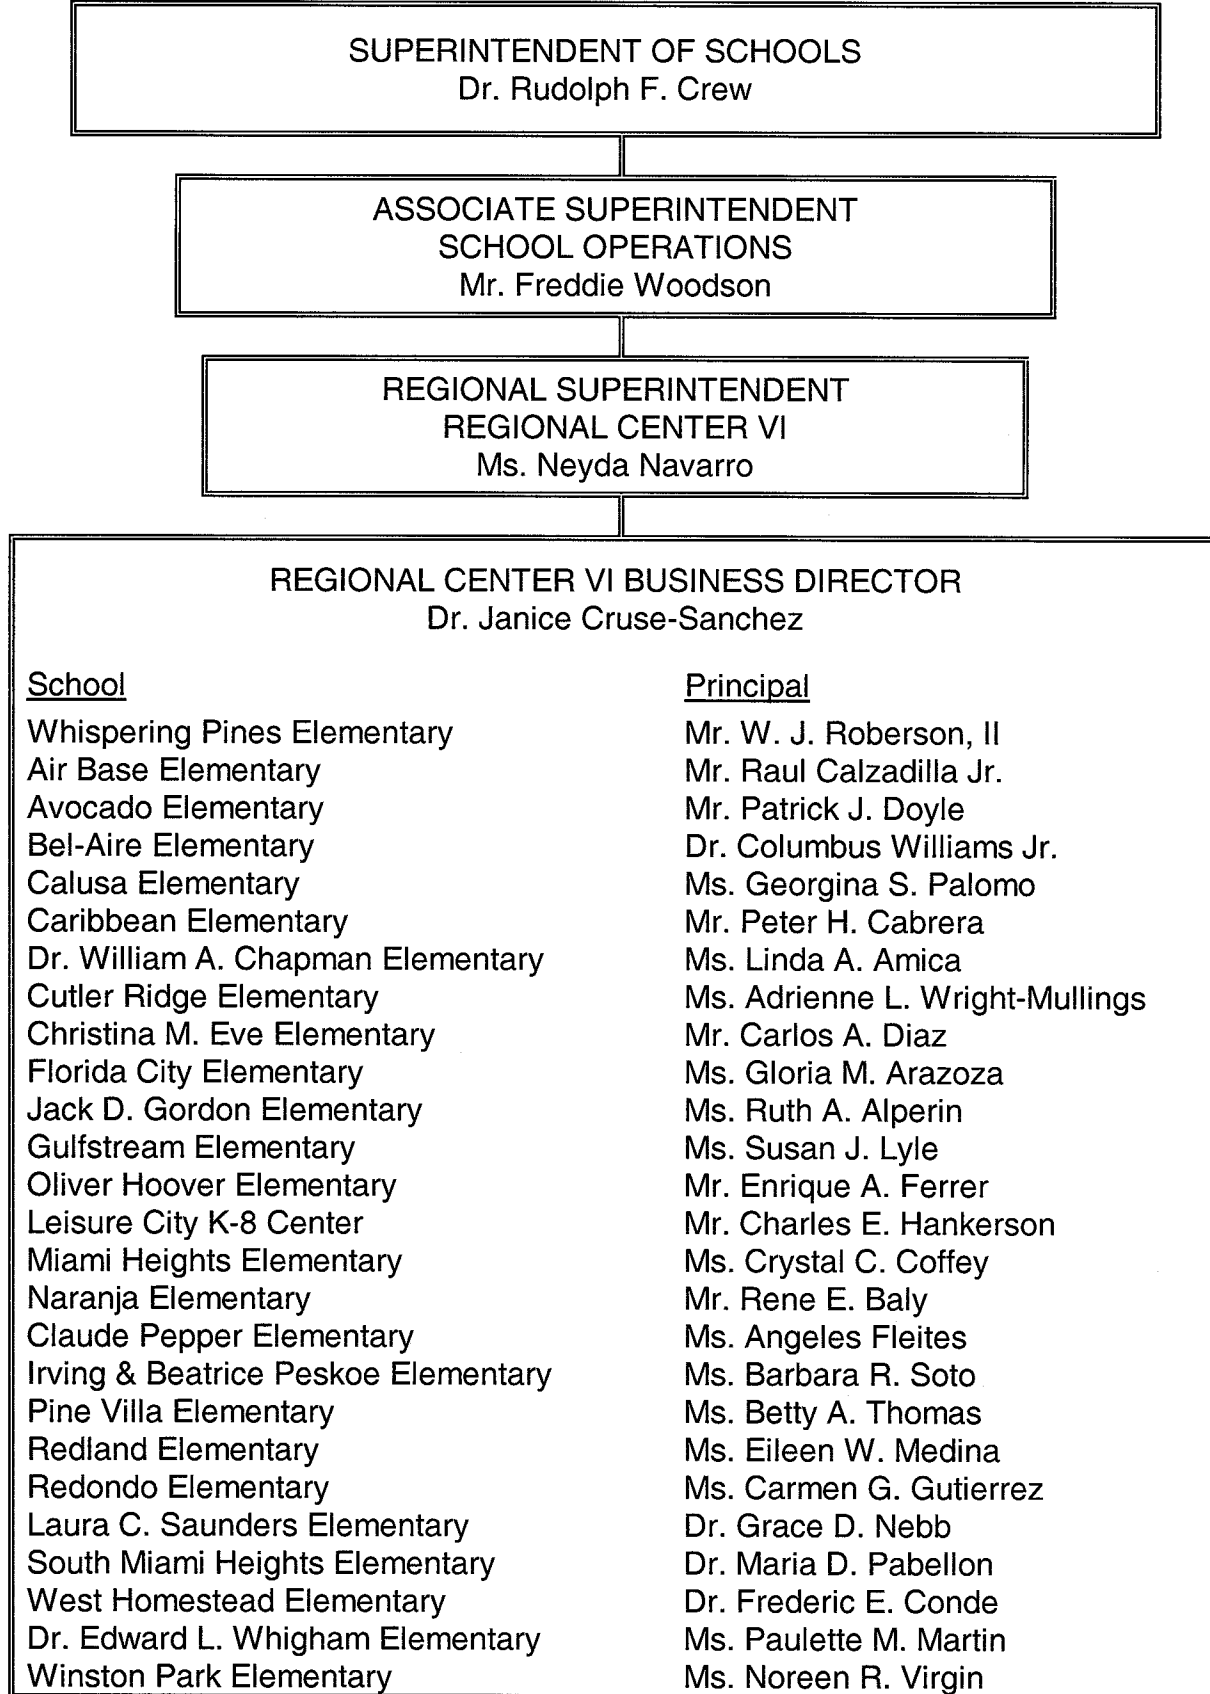 SUPERINTENDENT OF SCHOOLS
Dr. Rudolph F. Crew
ASSOCIATE SUPERINTENDENT
SCHOOL OPERATIONS
Mr. Freddie Woodson
REGIONAL SUPERINTENDENT
REGIONAL CENTER VI
Ms. Neyda Navarro
REGIONAL CENTER VI BUSINESS DIRECTOR
Dr. Janice Cruse-Sanchez
School Principal
Whispering Pines Elementary Mr. W. J. Roberson, II
Air Base Elementary Mr. Raul Calzadilla Jr.
Avocado Elementary Mr. Patrick J. Doyle
Bel-Aire Elementary Dr. Columbus Williams Jr.
Calusa Elementary Ms. Georgina S. Palomo
Caribbean Elementary Mr. Peter H. Cabrera
Dr. William A. Chapman Elementary Ms. Linda A. Amica
Cutler Ridge Elementary Ms. Adrienne L. Wright-Mullings
Christina M. Eve Elementary Mr. Carlos A. Diaz
Florida City Elementary Ms. Gloria M. Arazoza
Jack D. Gordon Elementary Ms. Ruth A. Alperin
Gulfstream Elementary Ms. Susan J. Lyle
Oliver Hoover Elementary Mr. Enrique A. Ferrer
Leisure City K-8 Center Mr. Charles E. Hankerson
Miami Heights Elementary Ms. Crystal C. Coffey
Naranja Elementary Mr. Rene E. Baly
Claude Pepper Elementary Ms. Angeles Fleites
Irving & Beatrice Peskoe Elementary Ms. Barbara R. Soto
Pine Villa Elementary Ms. Betty A. Thomas
Redland Elementary Ms. Eileen W. Medina
Redondo Elementary Ms. Carmen G. Gutierrez
Laura C. Saunders Elementary Dr. Grace D. Nebb
South Miami Heights Elementary Dr. Maria D. Pabellon
West Homestead Elementary Dr. Frederic E. Conde
Dr. Edward L. Whigham Elementary Ms. Paulette M. Martin
Winston Park Elementary Ms. Noreen R. Virgin